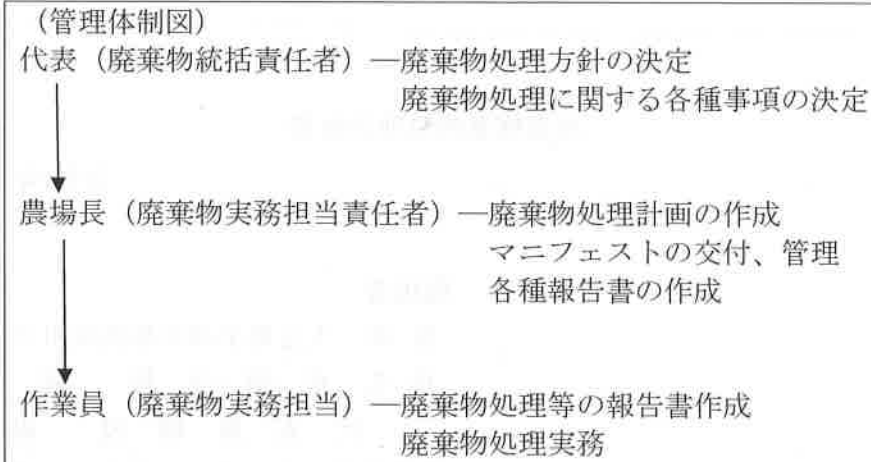 （管理体制図）
代表（廃棄物統括責任者）―廃棄物処理方針の決定
廃棄物処理に関する各種事項の決定
農場長（廃棄物実務担当責任者）―廃棄物処理計画の作成
マニフェストの交付、管理
各種報告書の作成
作業員（廃棄物実務担当）―廃棄物処理等の報告書作成
廃棄物処理実務